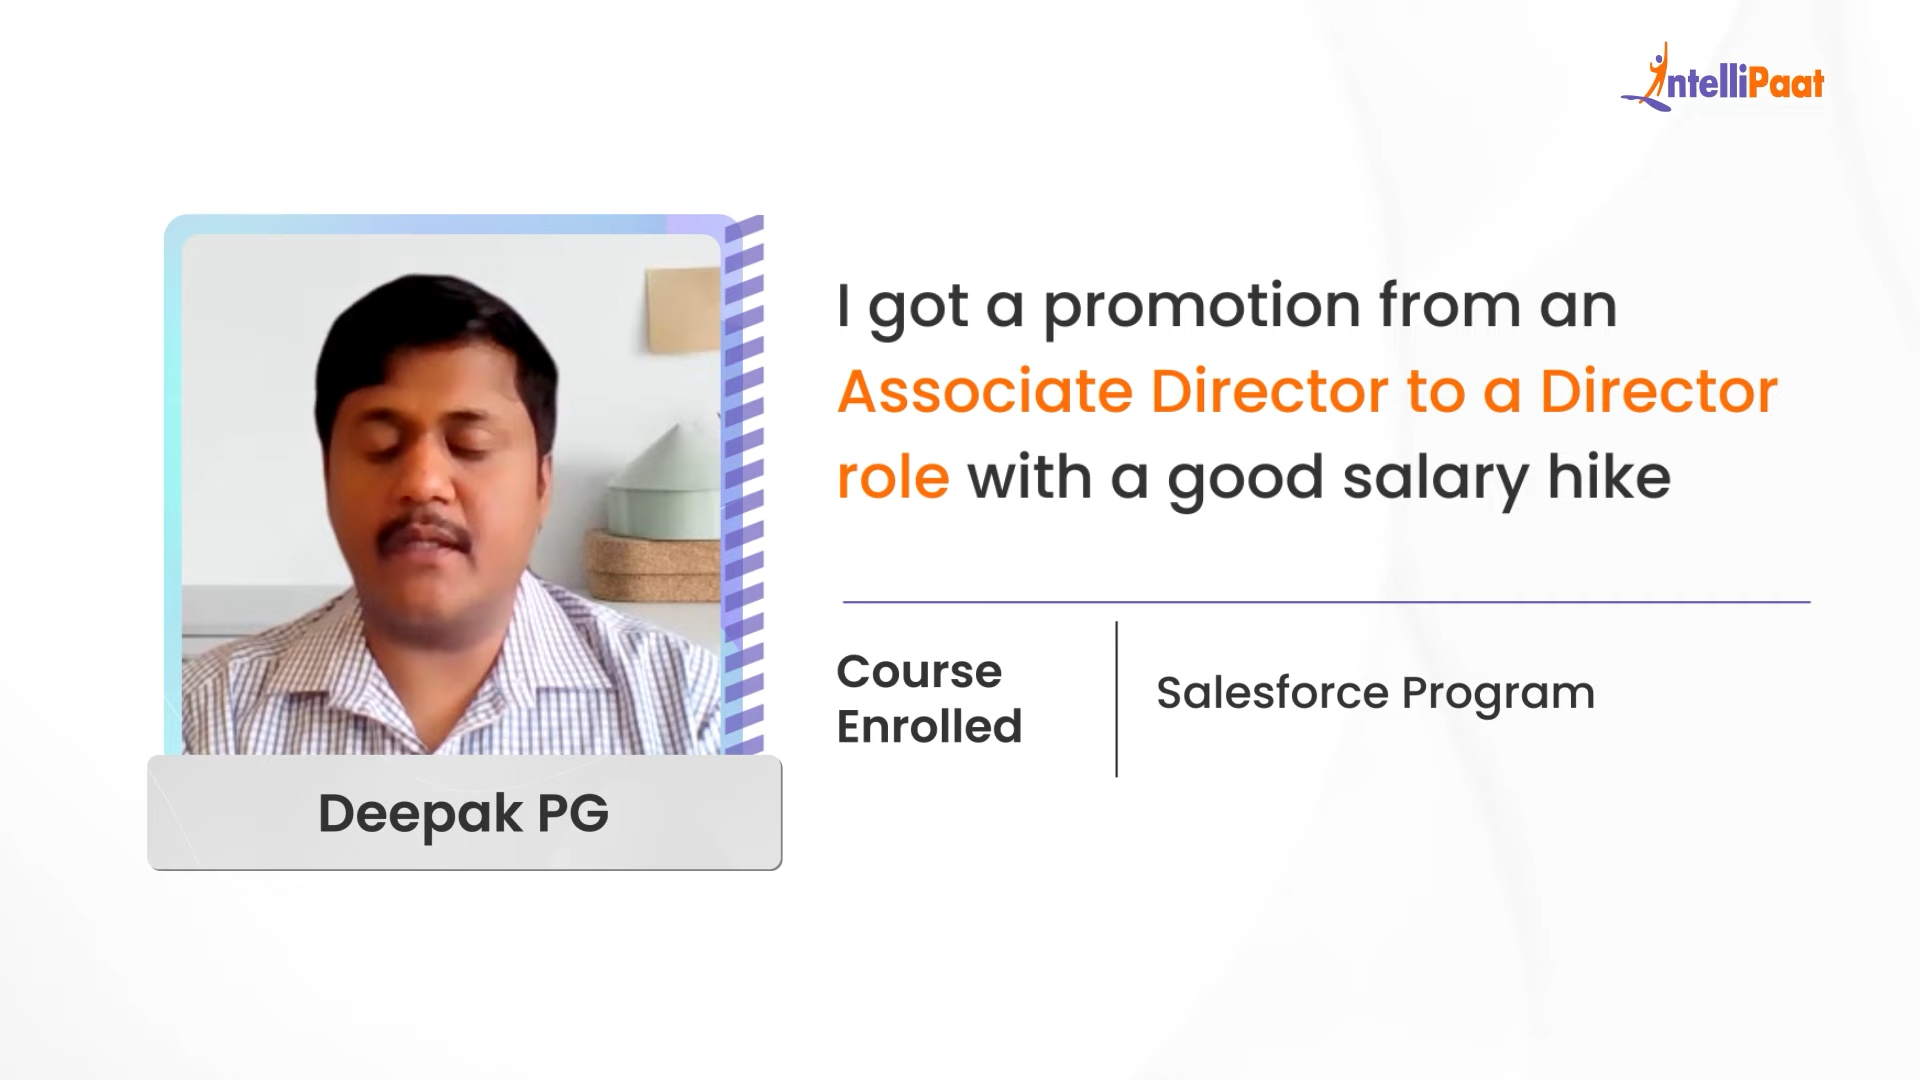 IntelliPaat
I got a promotion from an
Associate Director to a Director
role with a good salary hike
Course
Enrolled
Salesforce Program
Deepak PG